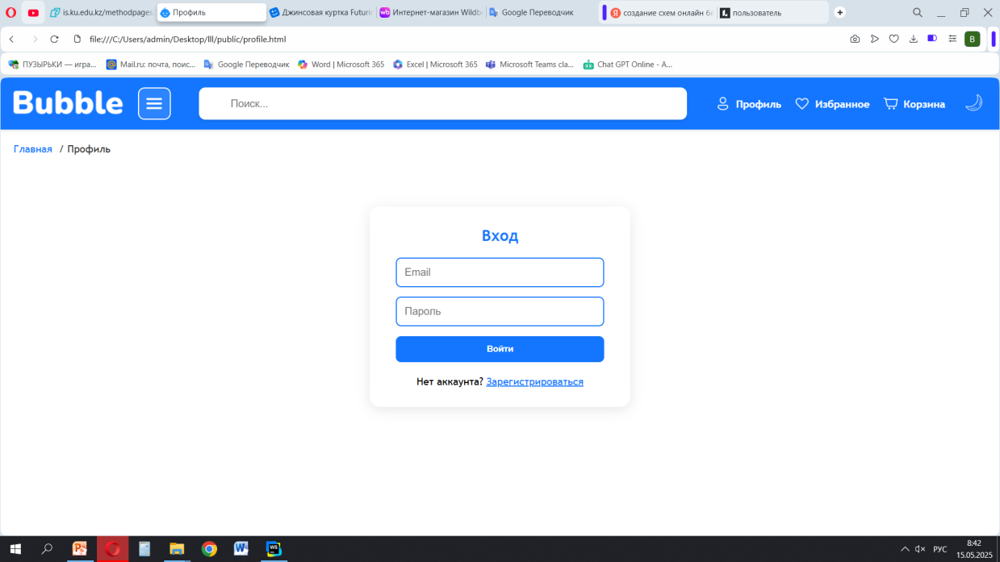 is.ku.edu.kz/methodpages
Профиль
Джинсовая куртка Futurin
wb Интернет-магазин Wildb
Google Переводчик
Я создание схем онлайн бе
пользователь
file:///C:/Users/admin/Desktop/lll/public/profile.html
B
ПУЗЫРЬКИ — игра...
Mail.ru: почта, поис...
Google Переводчик
Word | Microsoft 365
Excel | Microsoft 365
Microsoft Teams cla...
Chat GPT Online - A...
Bubble
Поиск...
Профиль
Избранное
Корзина
Главная / Профиль
Вход
Email
Пароль
Войти
Нет аккаунта? Зарегистрироваться
РУС
8:42
15.05.2025